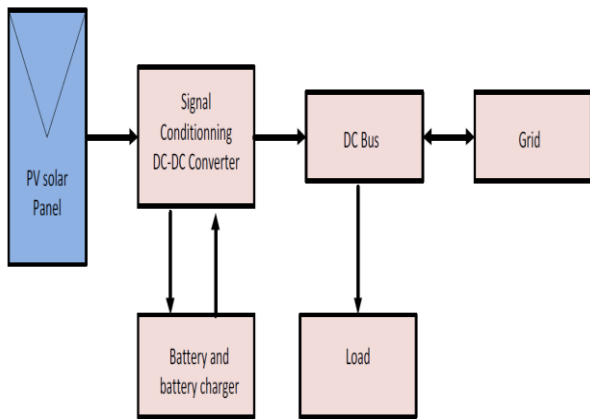 PV solar
Panel
Signal
Conditionning
DC-DC Converter
DC Bus
Grid
Battery and
battery charger
Load